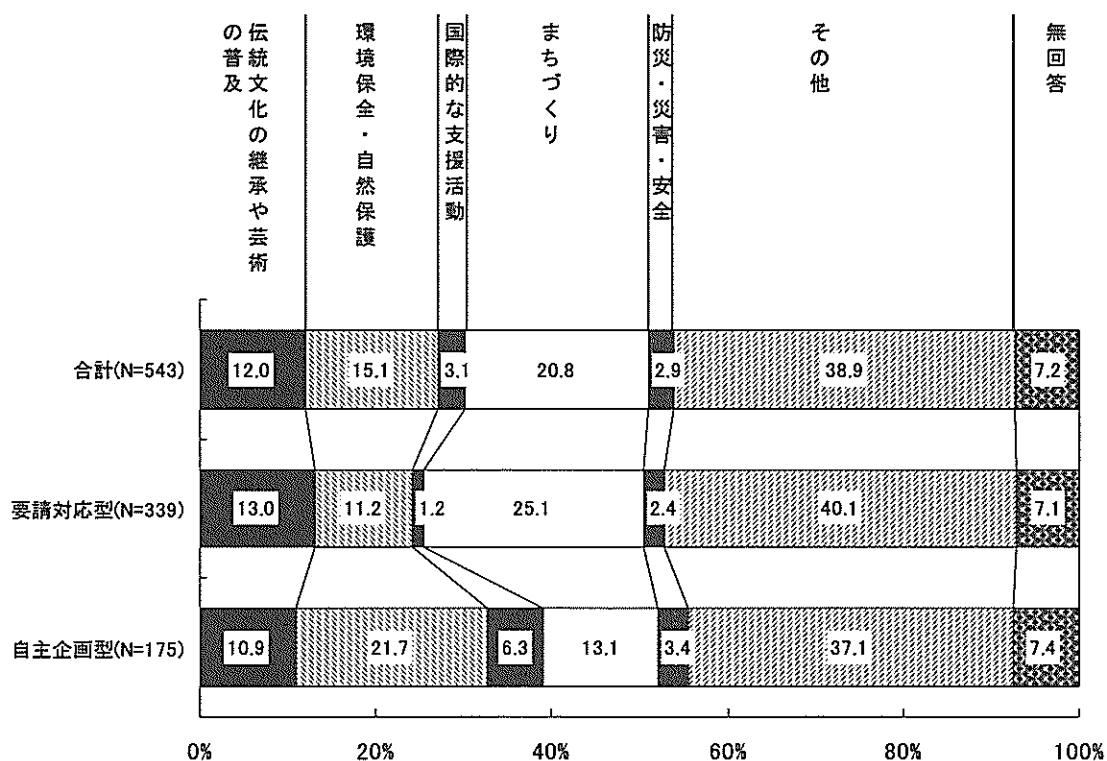 伝統文化の継承や芸術
の普及
環境保全・自然保護
国際的な支援活動
まちづくり
防災・災害・安全
その他
無回答
合計(N=543)
12.0
15.1
3.1
20.8
2.9
38.9
7.2
要請対応型(N=339)
13.0
11.2
1.2
25.1
2.4
40.1
7.1
自主企画型(N=175)
10.9
21.7
6.3
13.1
3.4
37.1
7.4
0%
20%
40%
60%
80%
100%